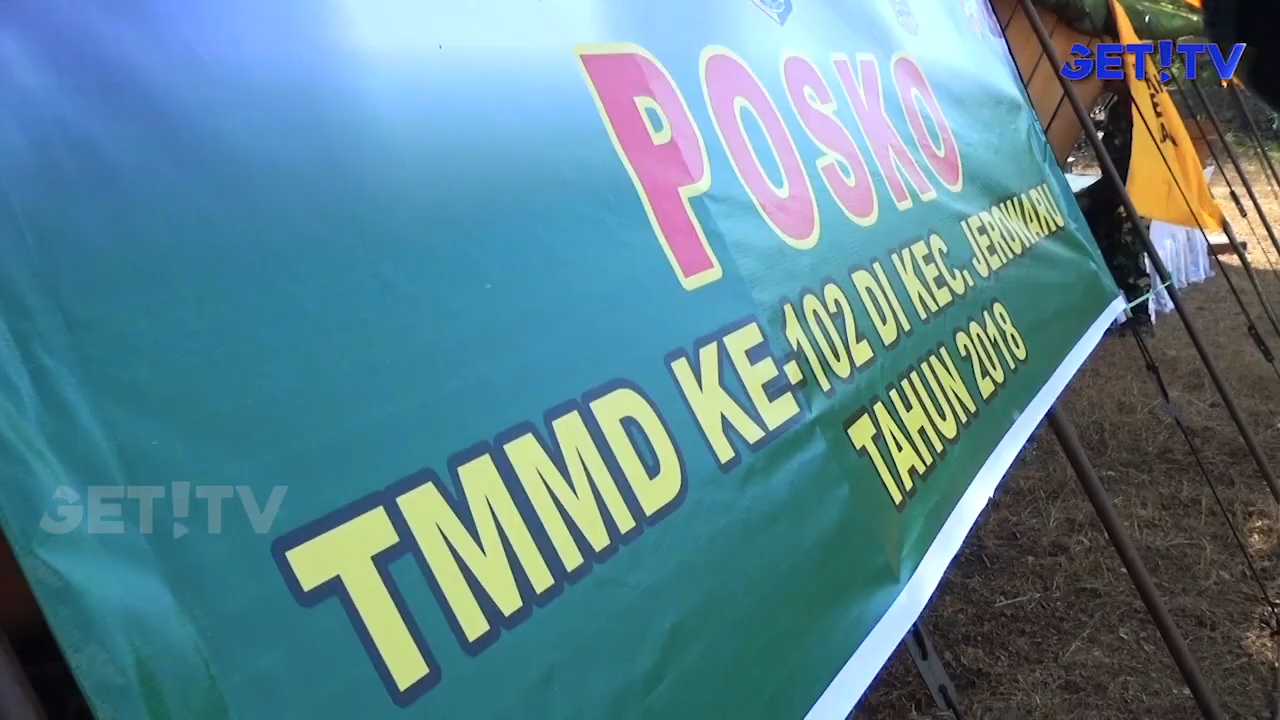 GET!TV
POSKO
TMMD KE-102 DI KEC. JEROWARU
TAHUN 2018
GET!TV